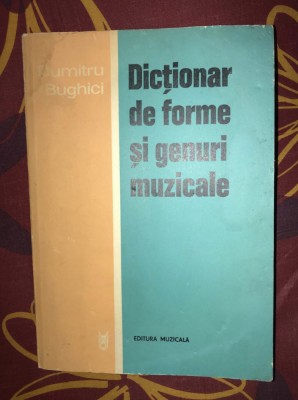 Dumitru
Bughici
Dicționar
de forme
și genuri
muzicale
EDITURA MUZICALĂ